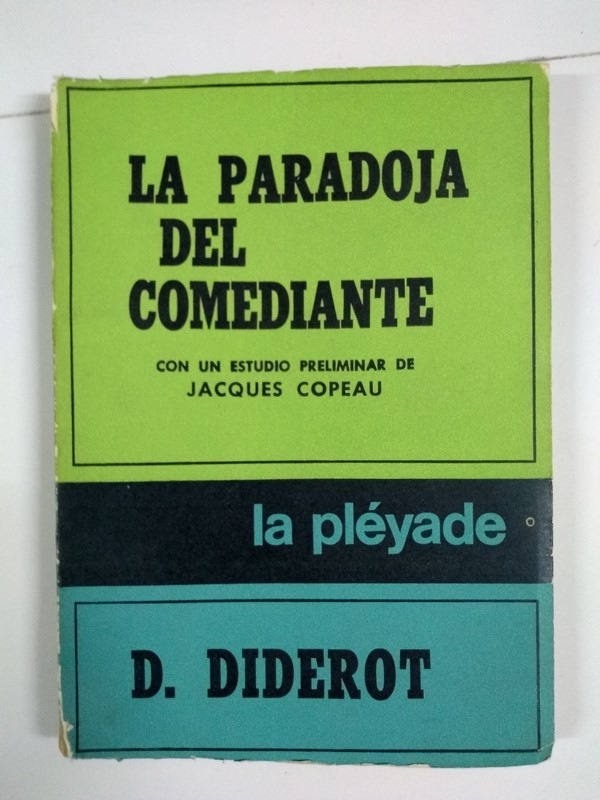 LA PARADOJA
DEL
COMEDIANTE
CON UN ESTUDIO PRELIMINAR DE
JACQUES COPEAU
la pléyade
D. DIDEROT